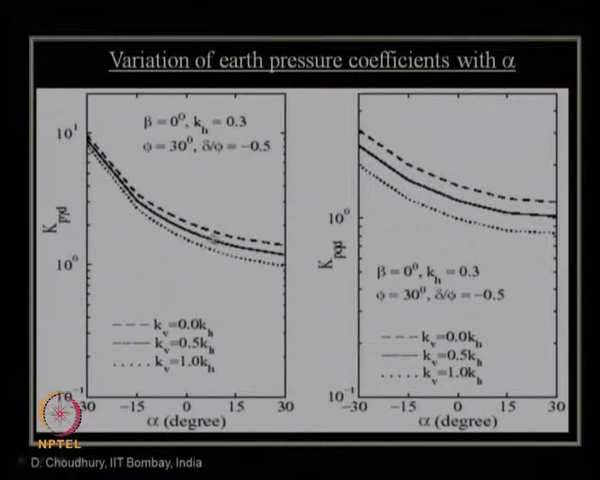 Variation of earth pressure coefficients with α
β = 0⁰, k_h = 0.3
ϕ = 30⁰, δ/ϕ = −0.5
10¹
K_pγd
10⁰
k_v=0.0k_h
k_v=0.5k_h
k_v=1.0k_h
10⁻¹
-30 −15 0 15 30
α (degree)
K_pqd
10⁰
β = 0⁰, k_h = 0.3
ϕ = 30⁰, δ/ϕ = −0.5
k_v=0.0k_h
k_v=0.5k_h
k_v=1.0k_h
10⁻¹
−30 −15 0 15 30
α (degree)
NPTEL
D. Choudhury, IIT Bombay, India